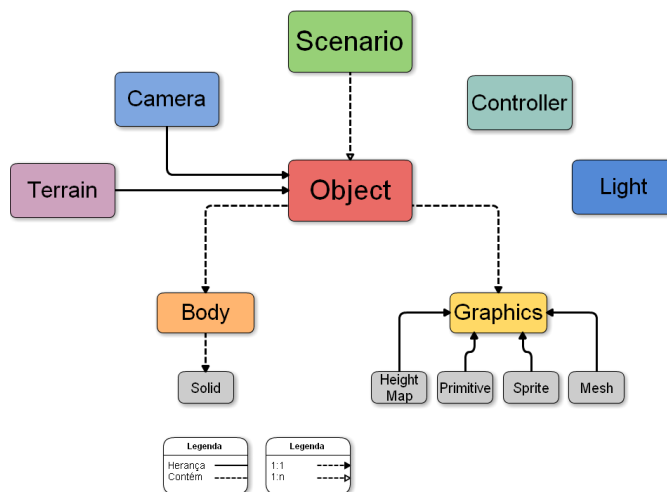 Scenario
Camera
Controller
Terrain
Object
Light
Body
Graphics
Solid
Height
Map
Primitive
Sprite
Mesh
Legenda
Herança
Contém
Legenda
1:1
1:n